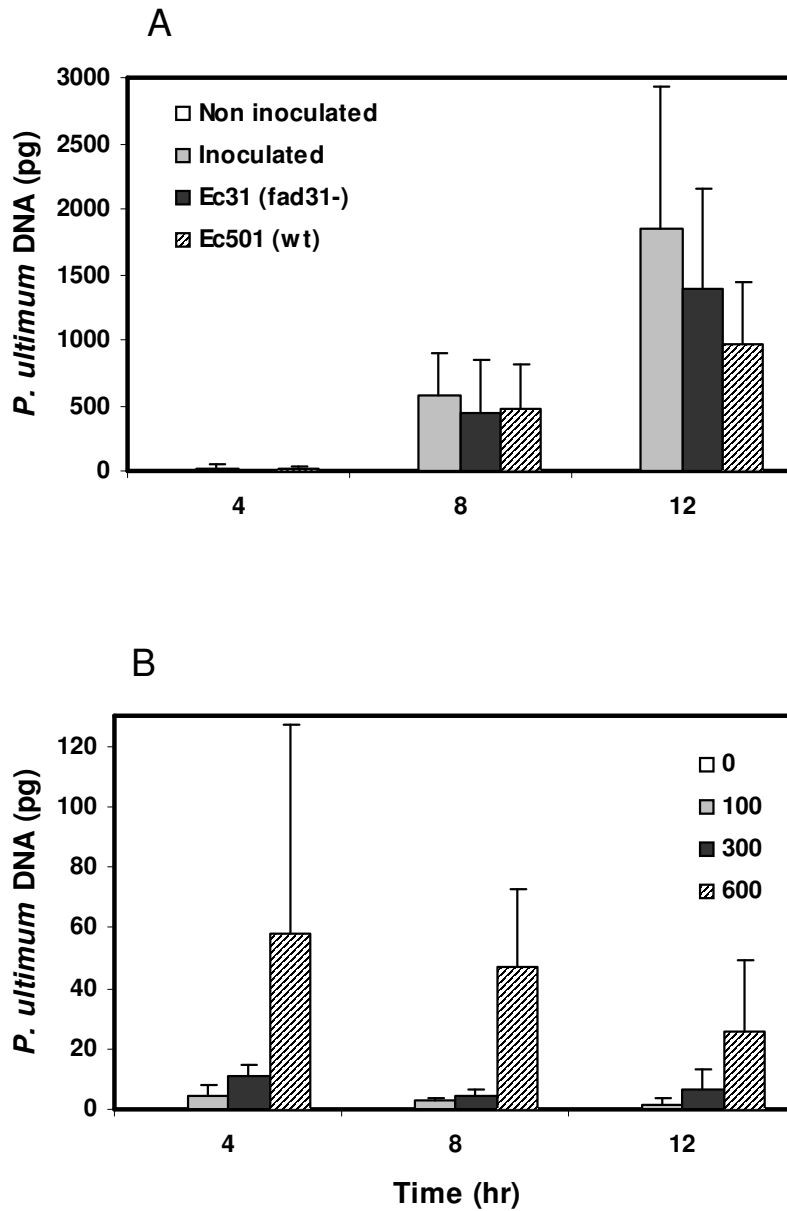 A
3000
2500
2000
1500
1000
500
0
P. ultimum DNA (pg)
Non inoculated
Inoculated
Ec31 (fad31-)
Ec501 (wt)
4 8 12
B
120
100
80
60
40
20
0
P. ultimum DNA (pg)
0
100
300
600
4 8 12
Time (hr)